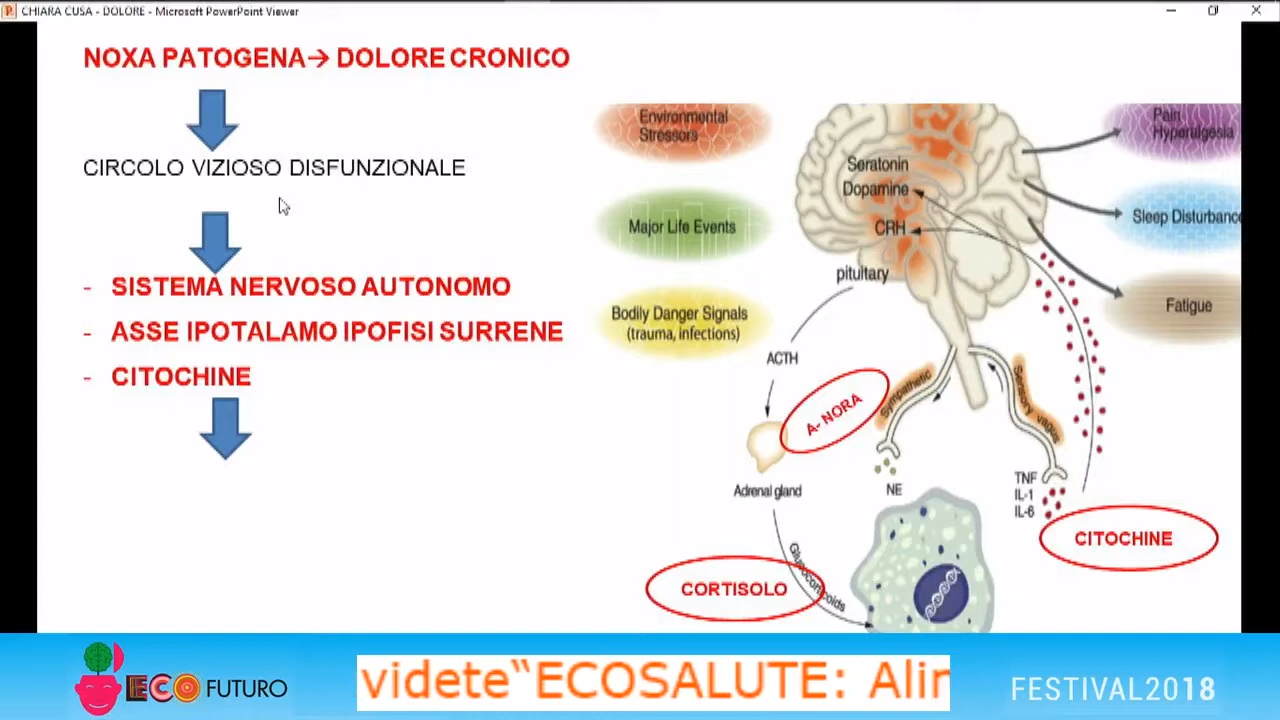 CHIARA CUSA - DOLORE - Microsoft PowerPoint Viewer
NOXA PATOGENA→ DOLORE CRONICO
CIRCOLO VIZIOSO DISFUNZIONALE
- SISTEMA NERVOSO AUTONOMO
- ASSE IPOTALAMO IPOFISI SURRENE
- CITOCHINE
Environmental
Stressors
Major Life Events
Bodily Danger Signals
(trauma, infections)
Seratonin
Dopamine
CRH
pituitary
ACTH
Adrenal gland
A- NORA
Sympathetic
NE
Sensory vagus
TNF
IL-1
IL-6
CITOCHINE
CORTISOLO
Glucocorticoids
Pain
Hyperalgesia
Sleep Disturbanc
Fatigue
ECO FUTURO
videte“ECOSALUTE: Alin
FESTIVAL2018